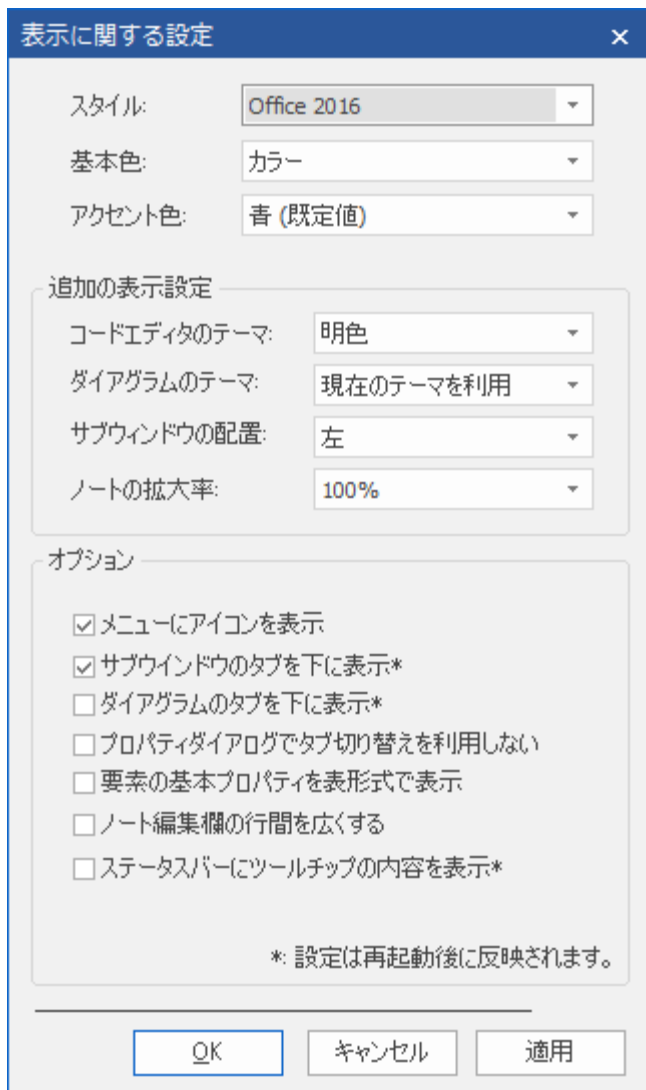 表示に関する設定
スタイル: Office 2016
基本色: カラー
アクセント色: 青 (既定値)
追加の表示設定
コードエディタのテーマ: 明色
ダイアグラムのテーマ: 現在のテーマを利用
サブウィンドウの配置: 左
ノートの拡大率: 100%
オプション
メニューにアイコンを表示
サブウインドウのタブを下に表示*
ダイアグラムのタブを下に表示*
プロパティダイアログでタブ切り替えを利用しない
要素の基本プロパティを表形式で表示
ノート編集欄の行間を広くする
ステータスバーにツールチップの内容を表示*
*: 設定は再起動後に反映されます。
OK キャンセル 適用